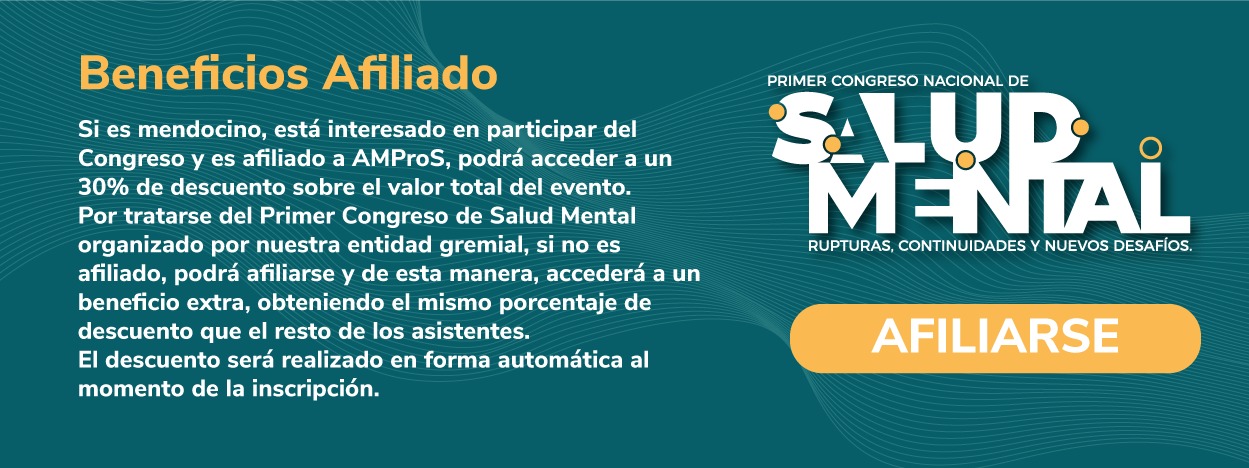 Beneficios Afiliado
Si es mendocino, está interesado en participar del
Congreso y es afiliado a AMProS, podrá acceder a un
30% de descuento sobre el valor total del evento.
Por tratarse del Primer Congreso de Salud Mental
organizado por nuestra entidad gremial, si no es
afiliado, podrá afiliarse y de esta manera, accederá a un
beneficio extra, obteniendo el mismo porcentaje de
descuento que el resto de los asistentes.
El descuento será realizado en forma automática al
momento de la inscripción.
PRIMER CONGRESO NACIONAL DE
SALUD
MENTAL
RUPTURAS, CONTINUIDADES Y NUEVOS DESAFÍOS.
AFILIARSE